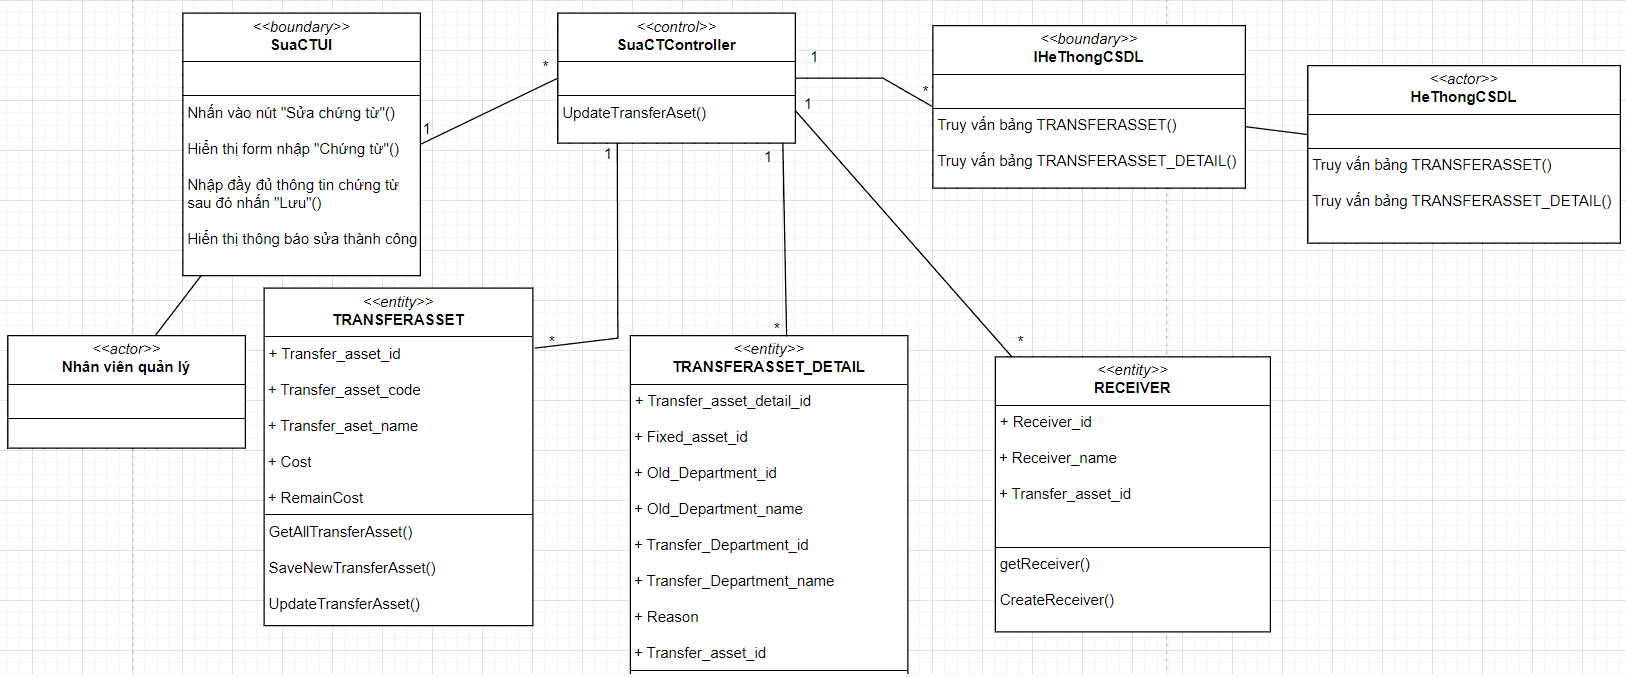 <<boundary>>
SuaCTUI
Nhấn vào nút "Sửa chứng từ"()
Hiển thị form nhập "Chứng từ"()
Nhập đầy đủ thông tin chứng từ
sau đó nhấn "Lưu"()
Hiển thị thông báo sửa thành công
*
1
<<control>>
SuaCTController
UpdateTransferAset()
1
*
1
<<boundary>>
IHeThongCSDL
Truy vấn bảng TRANSFERASSET()
Truy vấn bảng TRANSFERASSET_DETAIL()
<<actor>>
HeThongCSDL
Truy vấn bảng TRANSFERASSET()
Truy vấn bảng TRANSFERASSET_DETAIL()
1
1
*
*
*
<<actor>>
Nhân viên quản lý
<<entity>>
TRANSFERASSET
+ Transfer_asset_id
+ Transfer_asset_code
+ Transfer_aset_name
+ Cost
+ RemainCost
GetAllTransferAsset()
SaveNewTransferAsset()
UpdateTransferAsset()
<<entity>>
TRANSFERASSET_DETAIL
+ Transfer_asset_detail_id
+ Fixed_asset_id
+ Old_Department_id
+ Old_Department_name
+ Transfer_Department_id
+ Transfer_Department_name
+ Reason
+ Transfer_asset_id
<<entity>>
RECEIVER
+ Receiver_id
+ Receiver_name
+ Transfer_asset_id
getReceiver()
CreateReceiver()